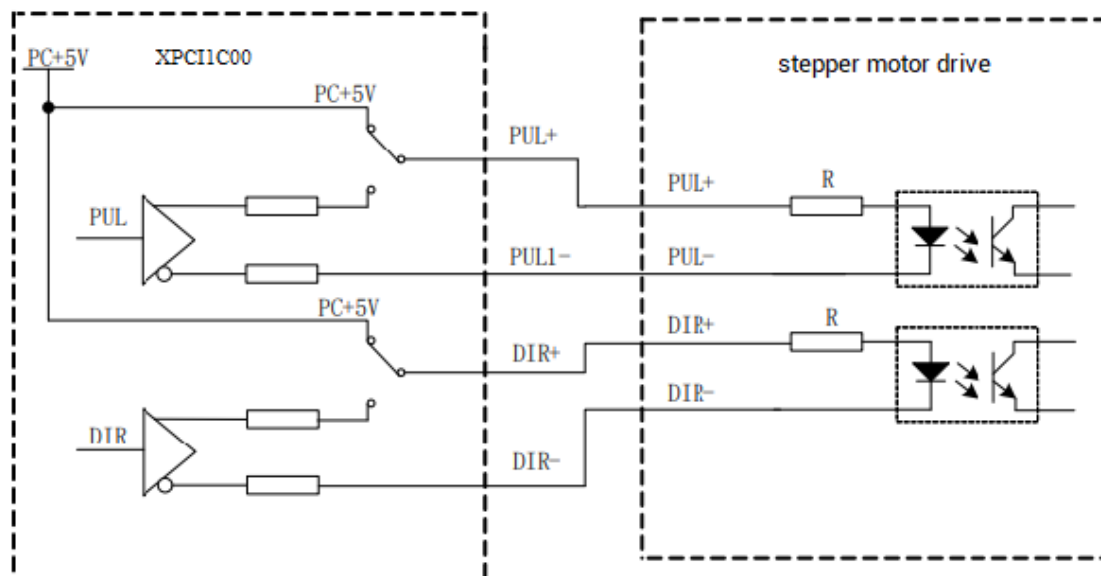 PC+5V
XPCI1C00
stepper motor drive
PC+5V
PUL+
PUL+
R
PUL
PUL1-
PUL-
PC+5V
DIR+
R
DIR+
DIR-
DIR
DIR-